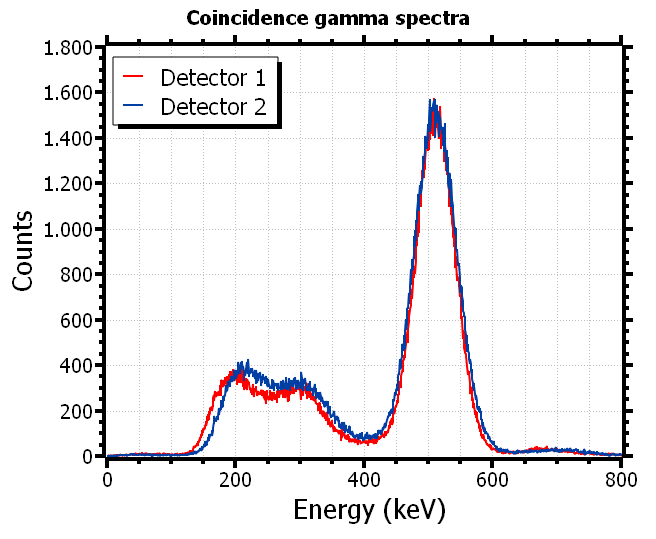 Coincidence gamma spectra
1.800
1.600
1.400
1.200
1.000
800
600
400
200
0
Counts
Detector 1
Detector 2
0 200 400 600 800
Energy (keV)